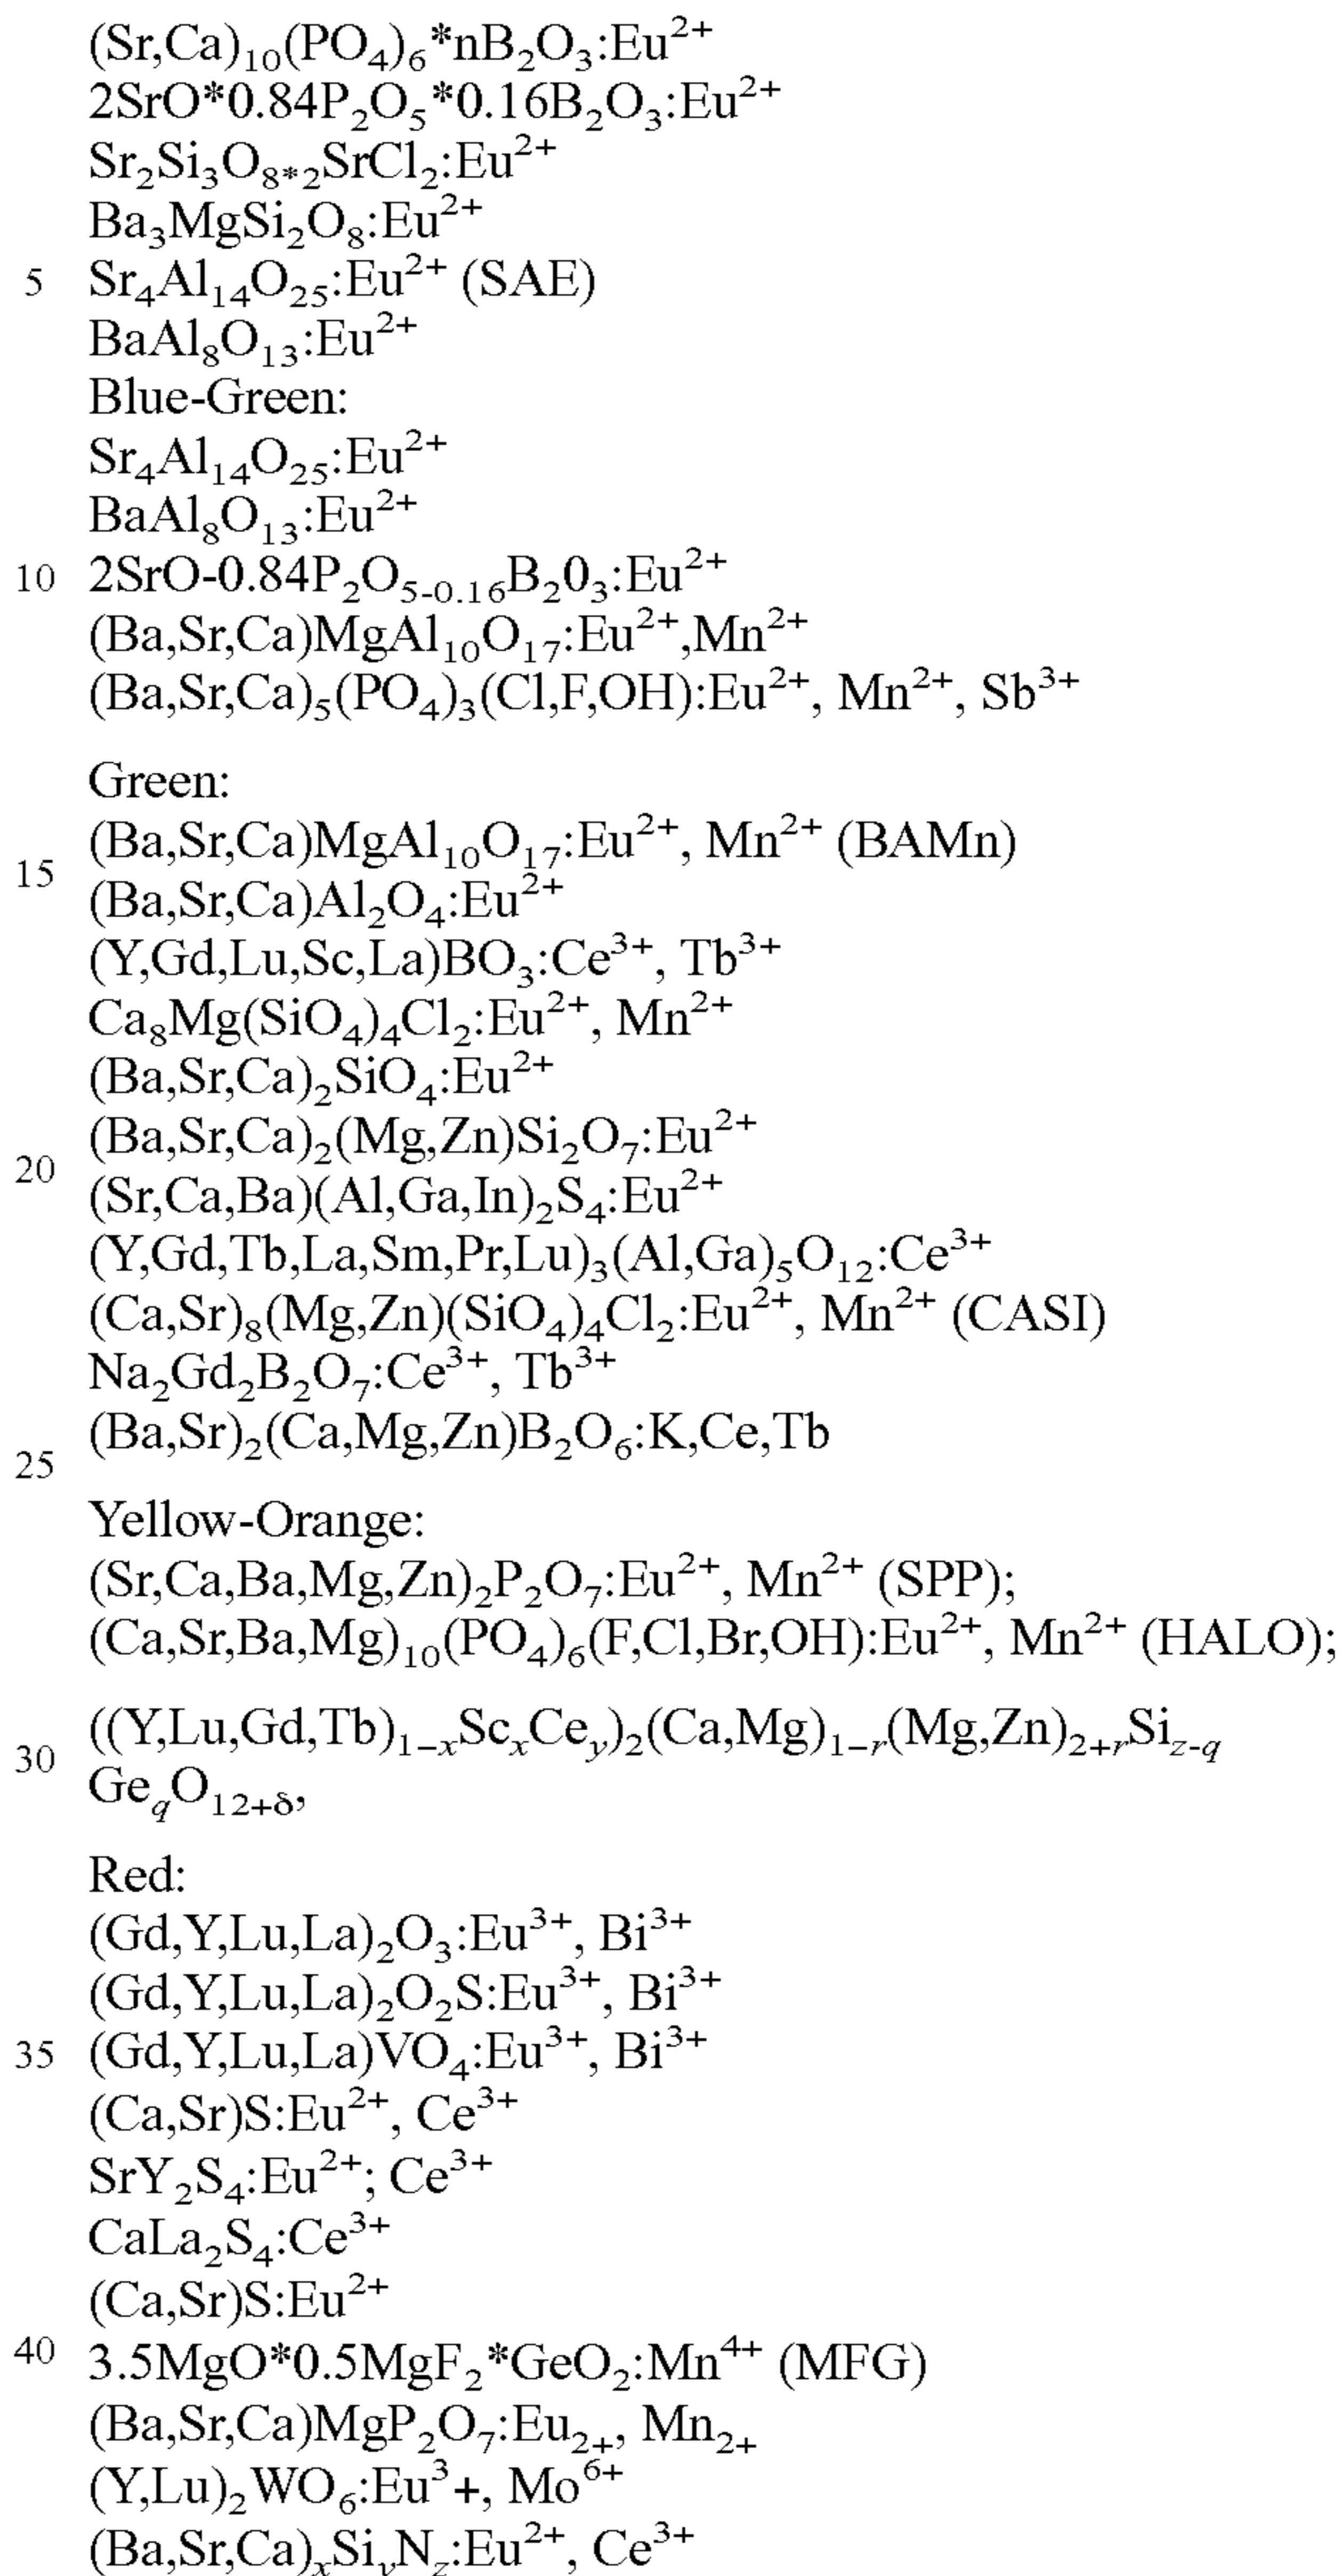 (Sr,Ca)₁₀(PO₄)₆*nB₂O₃:Eu²⁺
2SrO*0.84P₂O₅*0.16B₂O₃:Eu²⁺
Sr₂Si₃O₈*₂SrCl₂:Eu²⁺
Ba₃MgSi₂O₈:Eu²⁺
5 Sr₄Al₁₄O₂₅:Eu²⁺ (SAE)
BaAl₈O₁₃:Eu²⁺
Blue-Green:
Sr₄Al₁₄O₂₅:Eu²⁺
BaAl₈O₁₃:Eu²⁺
10 2SrO-0.84P₂O₅₋₀.₁₆B₂0₃:Eu²⁺
(Ba,Sr,Ca)MgAl₁₀O₁₇:Eu²⁺,Mn²⁺
(Ba,Sr,Ca)₅(PO₄)₃(Cl,F,OH):Eu²⁺, Mn²⁺, Sb³⁺
Green:
15 (Ba,Sr,Ca)MgAl₁₀O₁₇:Eu²⁺, Mn²⁺ (BAMn)
(Ba,Sr,Ca)Al₂O₄:Eu²⁺
(Y,Gd,Lu,Sc,La)BO₃:Ce³⁺, Tb³⁺
Ca₈Mg(SiO₄)₄Cl₂:Eu²⁺, Mn²⁺
(Ba,Sr,Ca)₂SiO₄:Eu²⁺
20 (Ba,Sr,Ca)₂(Mg,Zn)Si₂O₇:Eu²⁺
(Sr,Ca,Ba)(Al,Ga,In)₂S₄:Eu²⁺
(Y,Gd,Tb,La,Sm,Pr,Lu)₃(Al,Ga)₅O₁₂:Ce³⁺
(Ca,Sr)₈(Mg,Zn)(SiO₄)₄Cl₂:Eu²⁺, Mn²⁺ (CASI)
Na₂Gd₂B₂O₇:Ce³⁺, Tb³⁺
25 (Ba,Sr)₂(Ca,Mg,Zn)B₂O₆:K,Ce,Tb
Yellow-Orange:
(Sr,Ca,Ba,Mg,Zn)₂P₂O₇:Eu²⁺, Mn²⁺ (SPP);
(Ca,Sr,Ba,Mg)₁₀(PO₄)₆(F,Cl,Br,OH):Eu²⁺, Mn²⁺ (HALO);
30 ((Y,Lu,Gd,Tb)₁₋ₓScₓCe_y)₂(Ca,Mg)₁₋ᵣ(Mg,Zn)₂₊ᵣSi_{z-q}
Ge_qO_{12+δ},
Red:
(Gd,Y,Lu,La)₂O₃:Eu³⁺, Bi³⁺
(Gd,Y,Lu,La)₂O₂S:Eu³⁺, Bi³⁺
35 (Gd,Y,Lu,La)VO₄:Eu³⁺, Bi³⁺
(Ca,Sr)S:Eu²⁺, Ce³⁺
SrY₂S₄:Eu²⁺; Ce³⁺
CaLa₂S₄:Ce³⁺
(Ca,Sr)S:Eu²⁺
40 3.5MgO*0.5MgF₂*GeO₂:Mn⁴⁺ (MFG)
(Ba,Sr,Ca)MgP₂O₇:Eu₂₊, Mn₂₊
(Y,Lu)₂WO₆:Eu³+, Mo⁶⁺
(Ba,Sr,Ca)ₓSi_yN_z:Eu²⁺, Ce³⁺